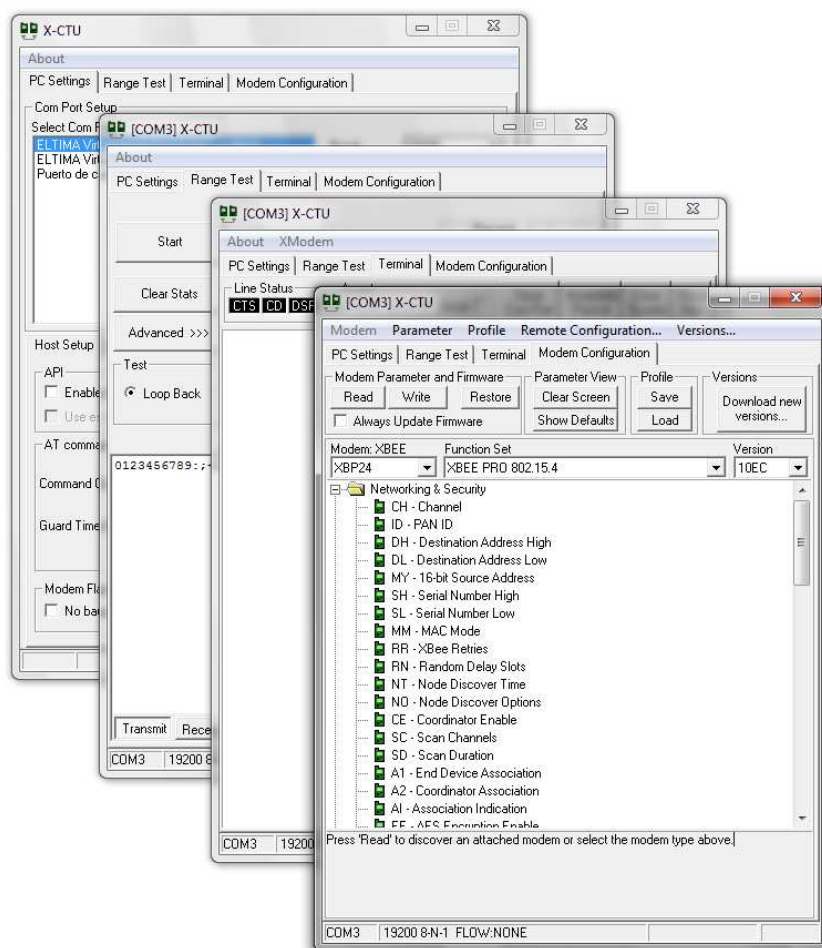 X-CTU
About
PC Settings Range Test Terminal Modem Configuration
Com Port Setup
Select Com
ELTIMA
ELTIMA
Puerto de
Host Setup
API
Enable
Use
AT
Command
Guard Time
Modem
No
[COM3] X-CTU
About
PC Settings Range Test Terminal Modem Configuration
Start
Clear Stats
Advanced >>>
Test
Loop Back
0123456789:;
Transmit
COM3 19200
[COM3] X-CTU
About XModem
PC Settings Range Test Terminal Modem Configuration
Line Status
CTS CD DSR
COM3 19200
[COM3] X-CTU
Modem Parameter Profile Remote Configuration... Versions...
PC Settings Range Test Terminal Modem Configuration
Modem Parameter and Firmware Parameter View Profile Versions
Read Write Restore Clear Screen Save Download new versions...
Always Update Firmware Show Defaults Load
Modem: XBEE Function Set Version
XBP24 XBEE PRO 802.15.4 10EC
Networking & Security
CH - Channel
ID - PAN ID
DH - Destination Address High
DL - Destination Address Low
MY - 16-bit Source Address
SH - Serial Number High
SL - Serial Number Low
MM - MAC Mode
RR - XBee Retries
RN - Random Delay Slots
NT - Node Discover Time
NO - Node Discover Options
CE - Coordinator Enable
SC - Scan Channels
SD - Scan Duration
A1 - End Device Association
A2 - Coordinator Association
AI - Association Indication
EE - AES Encryption Enable
Press 'Read' to discover an attached modem or select the modem type above.
COM3 19200 8-N-1 FLOW:NONE